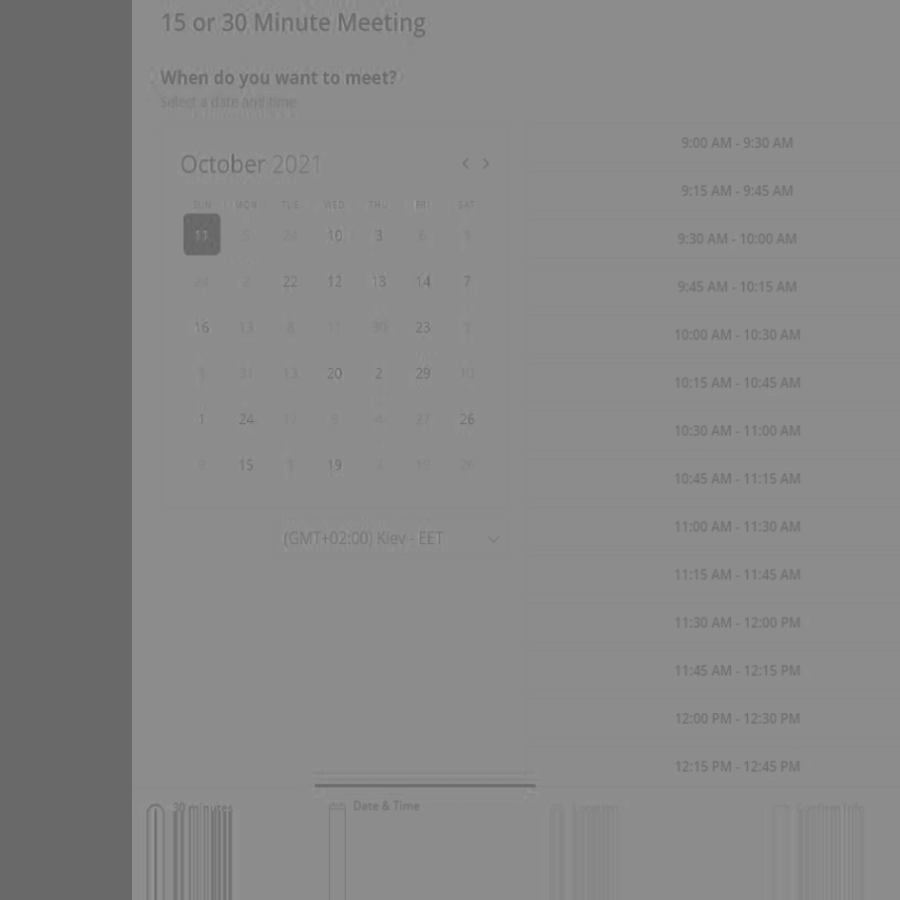 15 or 30 Minute Meeting
When do you want to meet?
Select a date and time
October 2021
SUN MON TUE WED THU FRI SAT
11 5 24 10 3 6
24 2 22 12 13 14 7
16 13 8 11 30 23
31 13 20 2 29 10
1 24 17 9 4 27 26
9 15 19 19 26
(GMT+02:00) Kiev - EET
9:00 AM - 9:30 AM
9:15 AM - 9:45 AM
9:30 AM - 10:00 AM
9:45 AM - 10:15 AM
10:00 AM - 10:30 AM
10:15 AM - 10:45 AM
10:30 AM - 11:00 AM
10:45 AM - 11:15 AM
11:00 AM - 11:30 AM
11:15 AM - 11:45 AM
11:30 AM - 12:00 PM
11:45 AM - 12:15 PM
12:00 PM - 12:30 PM
12:15 PM - 12:45 PM
30 minutes
Date & Time
Location
Confirm Info